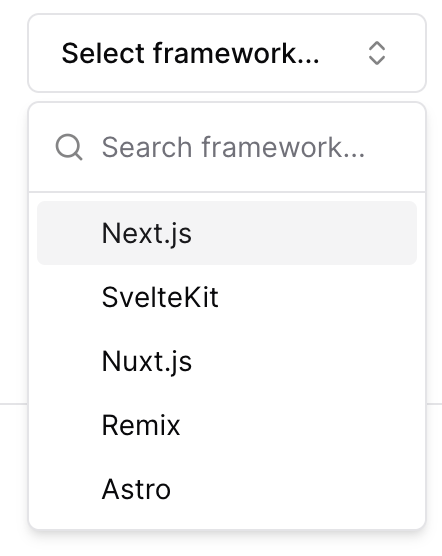 Select framework...
Search framework...
Next.js
SvelteKit
Nuxt.js
Remix
Astro